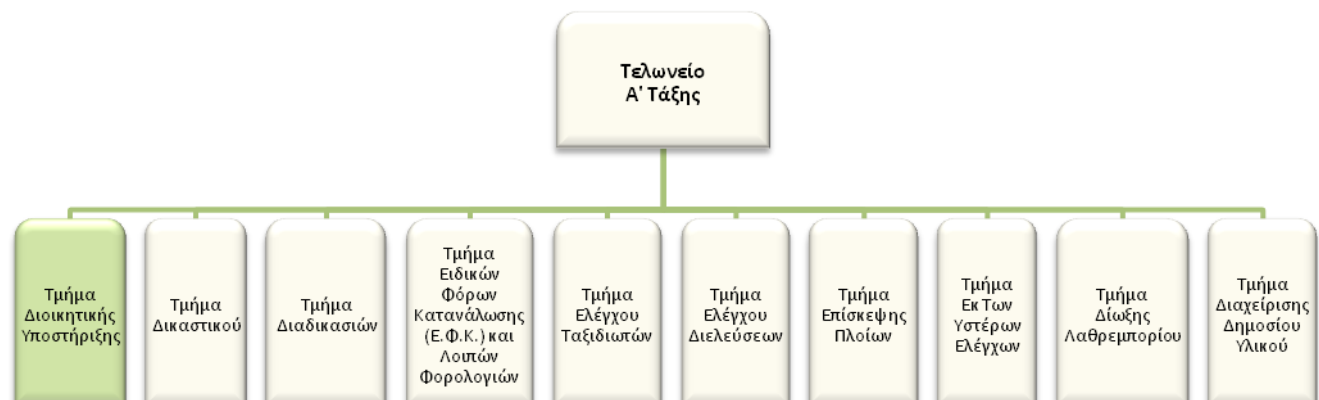 Τελωνείο
Α' Τάξης
Τμήμα
Διοικητικής
Υποστήριξης
Τμήμα
Δικαστικού
Τμήμα
Διαδικασιών
Τμήμα
Ειδικών
Φόρων
Κατανάλωσης
(Ε.Φ.Κ.) και
Λοιπών
Φορολογιών
Τμήμα
Ελέγχου
Ταξιδιωτών
Τμήμα
Ελέγχου
Διελεύσεων
Τμήμα
Επίσκεψης
Πλοίων
Τμήμα
Εκ Των
Υστέρων
Ελέγχων
Τμήμα
Δίωξης
Λαθρεμπορίου
Τμήμα
Διαχείρισης
Δημοσίου
Υλικού